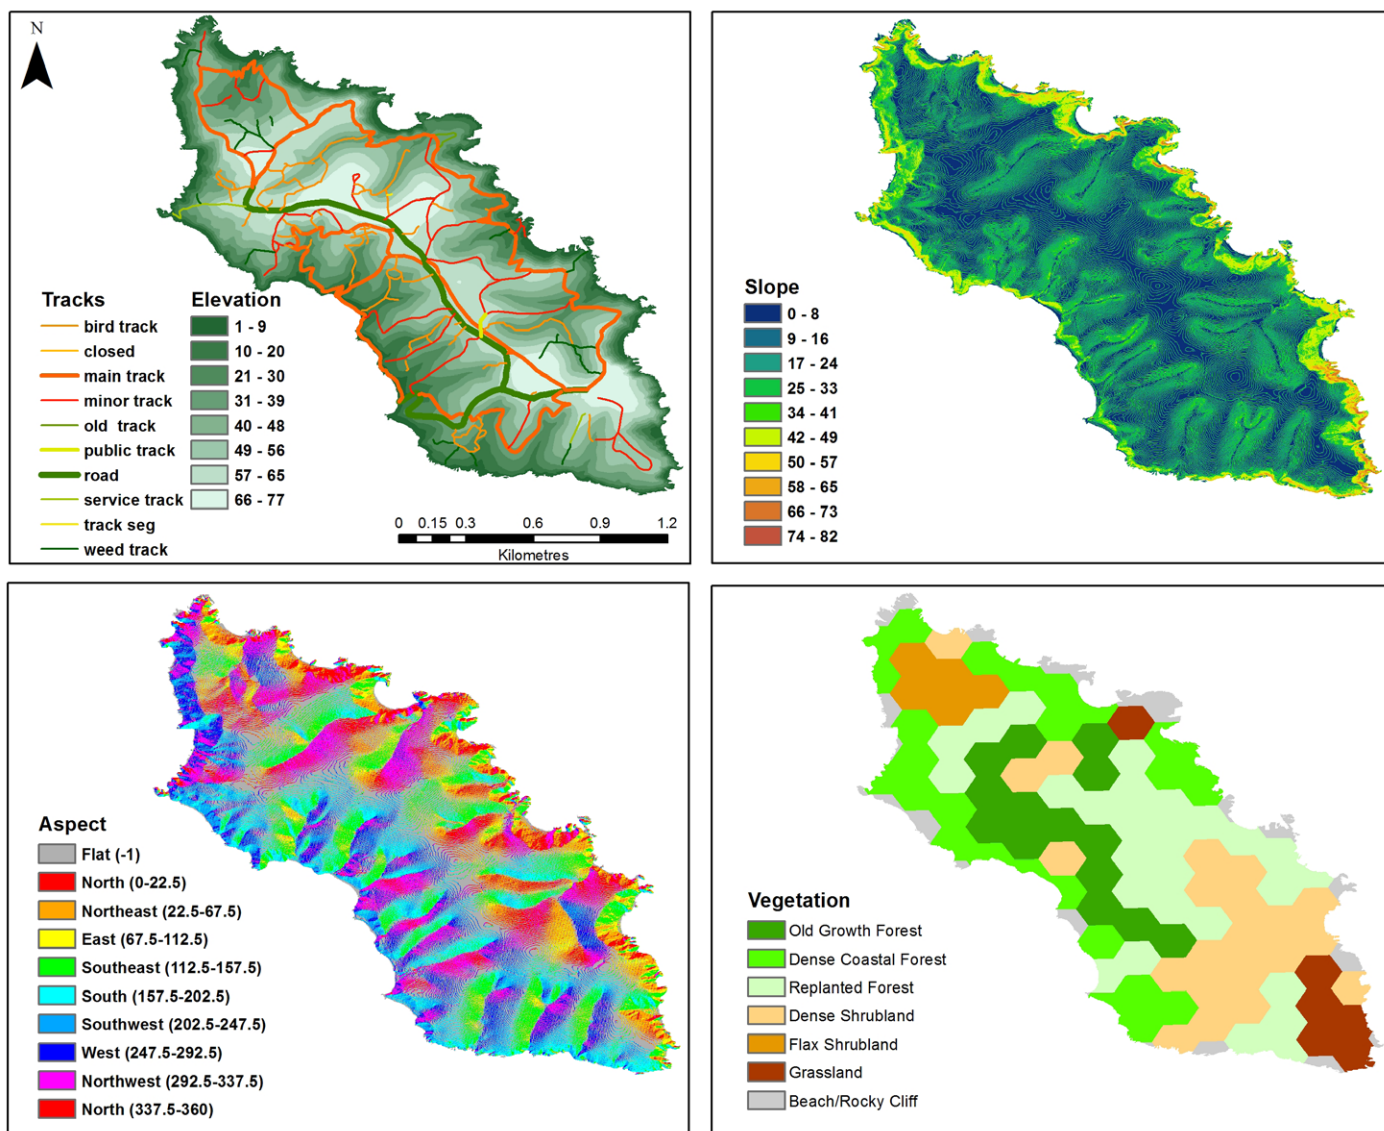 N
Tracks
bird track
closed
main track
minor track
old track
public track
road
service track
track seg
weed track
Elevation
1 - 9
10 - 20
21 - 30
31 - 39
40 - 48
49 - 56
57 - 65
66 - 77
0 0.15 0.3 0.6 0.9 1.2
Kilometres
Slope
0 - 8
9 - 16
17 - 24
25 - 33
34 - 41
42 - 49
50 - 57
58 - 65
66 - 73
74 - 82
Aspect
Flat (-1)
North (0-22.5)
Northeast (22.5-67.5)
East (67.5-112.5)
Southeast (112.5-157.5)
South (157.5-202.5)
Southwest (202.5-247.5)
West (247.5-292.5)
Northwest (292.5-337.5)
North (337.5-360)
Vegetation
Old Growth Forest
Dense Coastal Forest
Replanted Forest
Dense Shrubland
Flax Shrubland
Grassland
Beach/Rocky Cliff